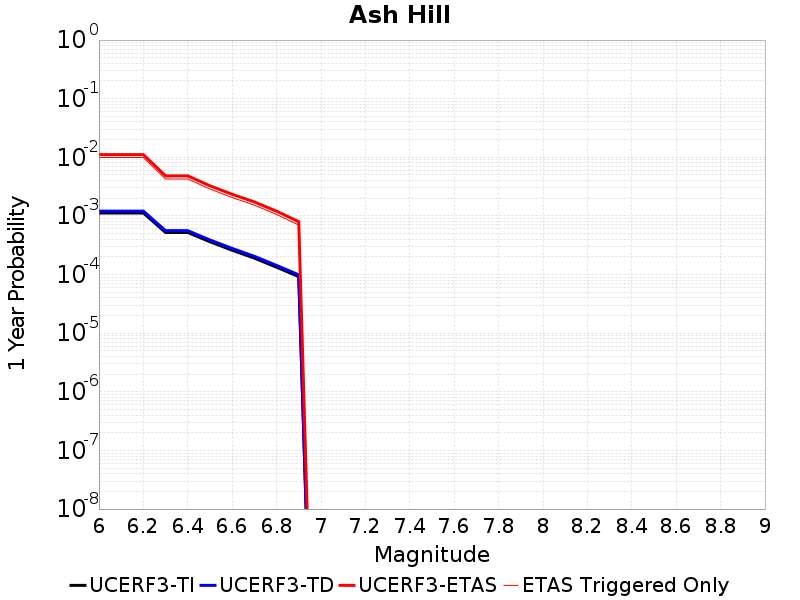 Ash Hill
1 Year Probability
10^0
10^-1
10^-2
10^-3
10^-4
10^-5
10^-6
10^-7
10^-8
6 6.2 6.4 6.6 6.8 7 7.2 7.4 7.6 7.8 8 8.2 8.4 8.6 8.8 9
Magnitude
UCERF3-TI UCERF3-TD UCERF3-ETAS ETAS Triggered Only